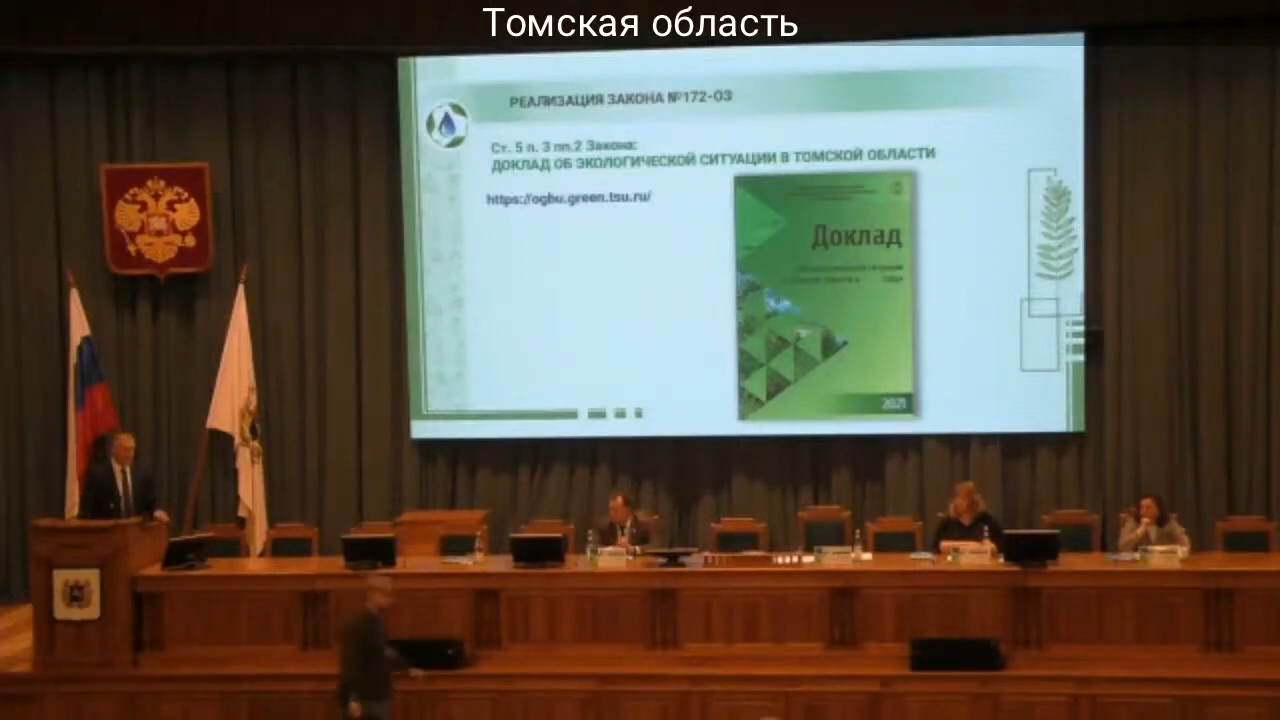 Томская область
РЕАЛИЗАЦИЯ ЗАКОНА №172-ОЗ
Ст. 5 п. 3 пп.2 Закона:
ДОКЛАД ОБ ЭКОЛОГИЧЕСКОЙ СИТУАЦИИ В ТОМСКОЙ ОБЛАСТИ
https://ogbu.green.tsu.ru/
Доклад
2021